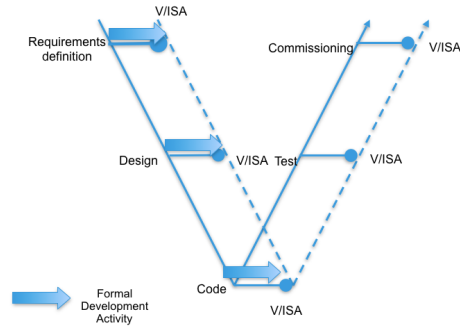 V/ISA
Requirements
definition
Commissioning
V/ISA
Design
V/ISA
Test
V/ISA
Code
V/ISA
Formal
Development
Activity